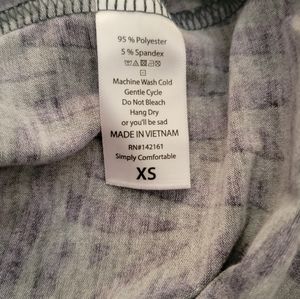 95 % Polyester
5 % Spandex
Machine Wash Cold
Gentle Cycle
Do Not Bleach
Hang Dry
or you'll be sad
MADE IN VIETNAM
RN#142161
Simply Comfortable
XS